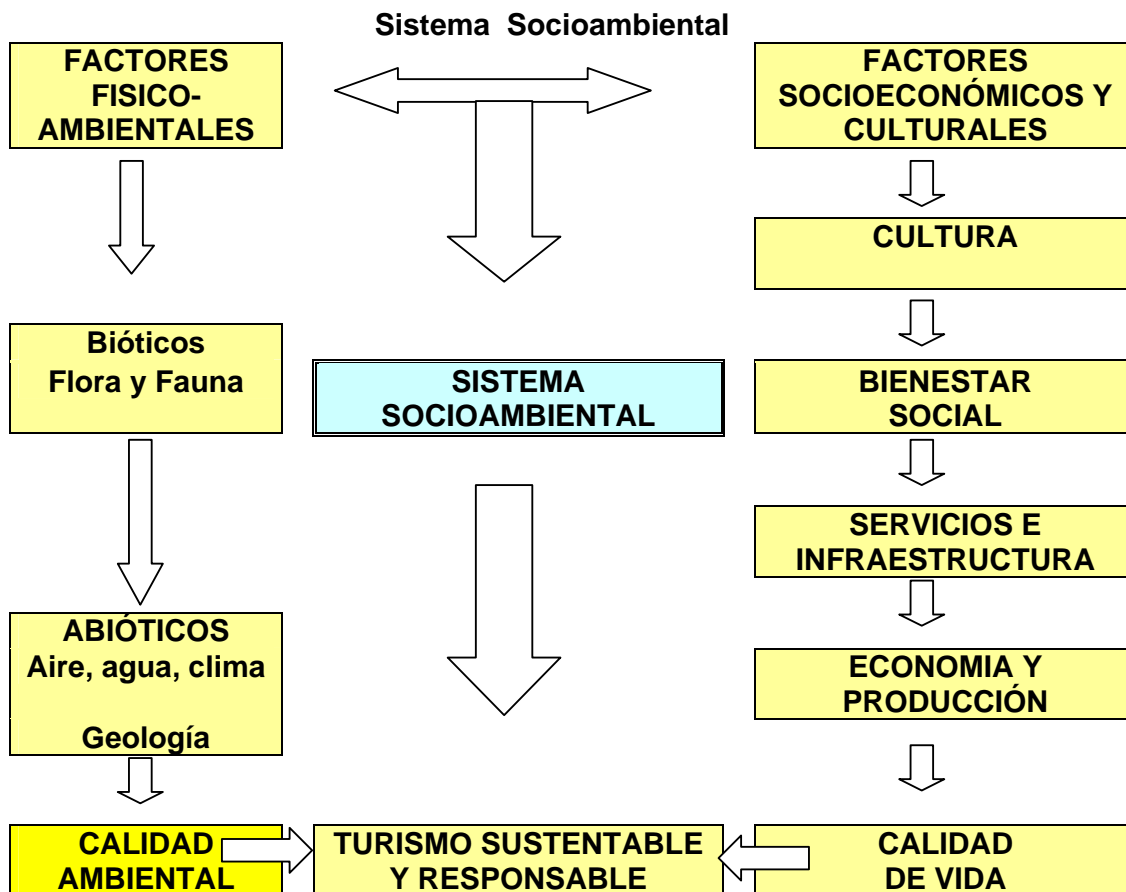 Sistema Socioambiental
FACTORES
FISICO-
AMBIENTALES
FACTORES
SOCIOECONÓMICOS Y
CULTURALES
CULTURA
Bióticos
Flora y Fauna
SISTEMA
SOCIOAMBIENTAL
BIENESTAR
SOCIAL
SERVICIOS E
INFRAESTRUCTURA
ABIÓTICOS
Aire, agua, clima
Geología
ECONOMIA Y
PRODUCCIÓN
CALIDAD
AMBIENTAL
TURISMO SUSTENTABLE
Y RESPONSABLE
CALIDAD
DE VIDA